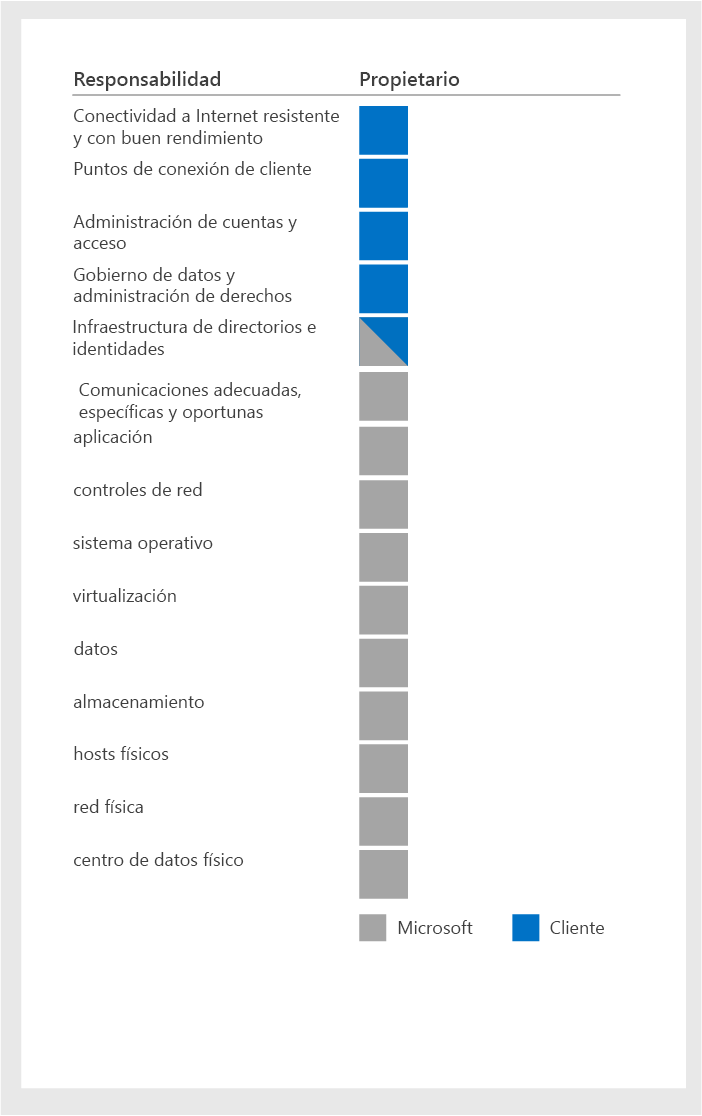 Responsabilidad Propietario
Conectividad a Internet resistente
y con buen rendimiento
Puntos de conexión de cliente
Administración de cuentas y
acceso
Gobierno de datos y
administración de derechos
Infraestructura de directorios e
identidades
Comunicaciones adecuadas,
específicas y oportunas
aplicación
controles de red
sistema operativo
virtualización
datos
almacenamiento
hosts físicos
red física
centro de datos físico
Microsoft Cliente